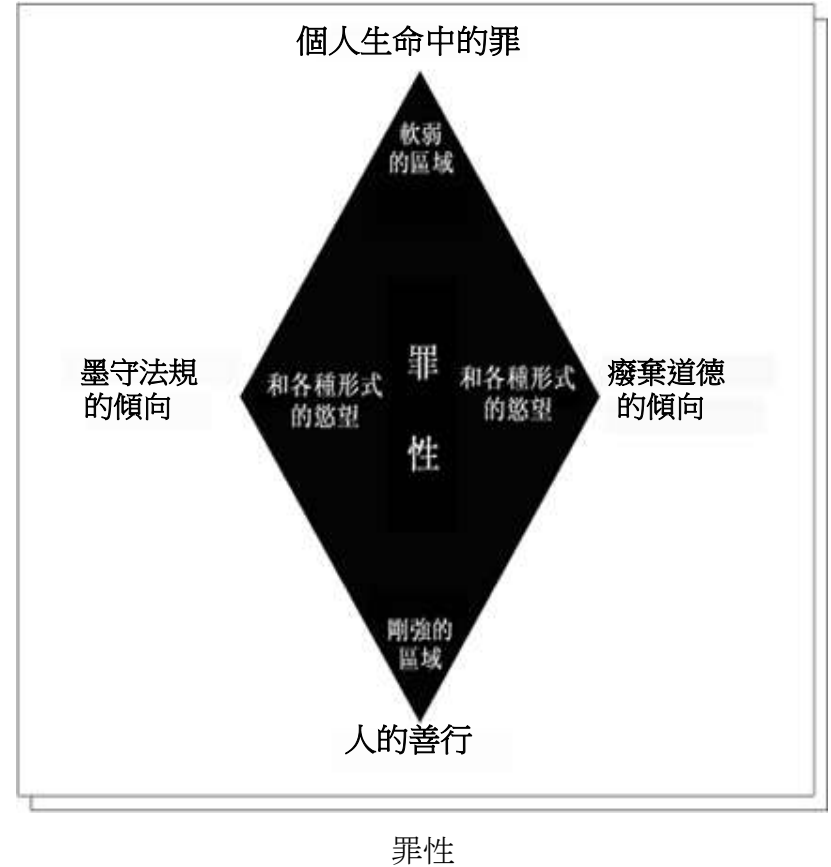 個人生命中的罪
軟弱
的區域
墨守法規
的傾向
和各種形式
的慾望
罪
性
和各種形式
的慾望
癈棄道德
的傾向
剛強的
區域
人的善行
罪性